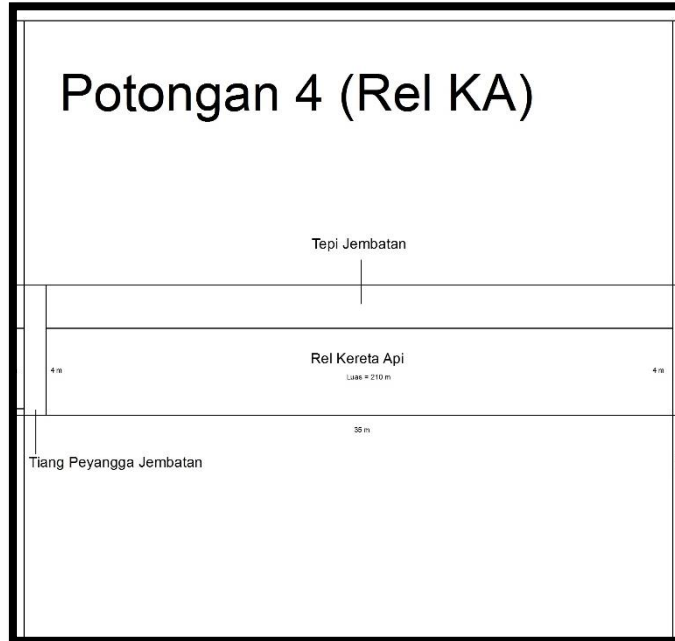 Potongan 4 (Rel KA)
Tepi Jembatan
Rel Kereta Api
Luas = 210 m
4 m
4 m
35 m
Tiang Peyangga Jembatan